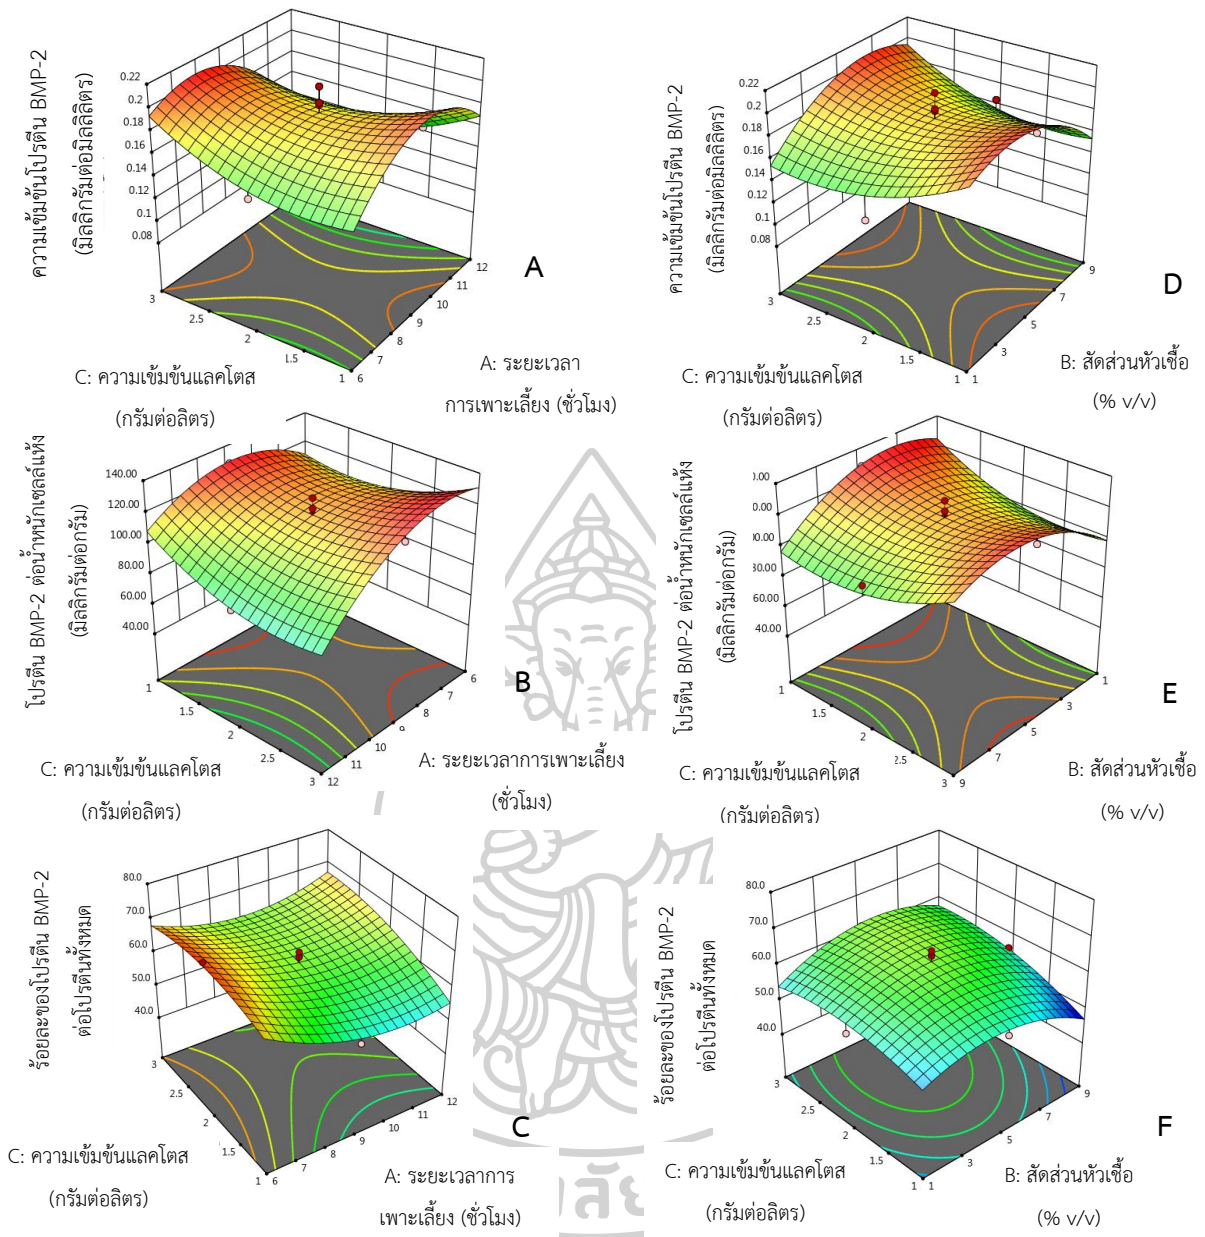 ความเข้มข้นโปรตีน BMP-2
(มิลลิกรัมต่อมิลลิลิตร)
0.22
0.2
0.18
0.16
0.14
0.12
0.1
0.08
3
2.5
2
1.5
1
6
7
8
9
10
11
12
A
C: ความเข้มข้นแลคโตส
(กรัมต่อลิตร)
A: ระยะเวลา
การเพาะเลี้ยง (ชั่วโมง)
ความเข้มข้นโปรตีน BMP-2
(มิลลิกรัมต่อมิลลิลิตร)
0.22
0.2
0.18
0.16
0.14
0.12
0.1
0.08
3
2.5
2
1.5
1
1
3
5
7
9
D
C: ความเข้มข้นแลคโตส
(กรัมต่อลิตร)
B: สัดส่วนหัวเชื้อ
(% v/v)
โปรตีน BMP-2 ต่อน้ำหนักเซลล์แห้ง
(มิลลิกรัมต่อกรัม)
140.00
120.00
100.00
80.00
60.00
40.00
1
1.5
2
2.5
3
12
11
10
9
8
7
6
B
C: ความเข้มข้นแลคโตส
(กรัมต่อลิตร)
A: ระยะเวลาการเพาะเลี้ยง
(ชั่วโมง)
โปรตีน BMP-2 ต่อน้ำหนักเซลล์แห้ง
(มิลลิกรัมต่อกรัม)
0.00
0.00
00.00
30.00
60.00
40.00
1
1.5
2
2.5
3
9
7
5
3
1
E
C: ความเข้มข้นแลคโตส
(กรัมต่อลิตร)
B: สัดส่วนหัวเชื้อ
(% v/v)
ร้อยละของโปรตีน BMP-2
ต่อโปรตีนทั้งหมด
80.0
70.0
60.0
50.0
40.0
3
2.5
2
1.5
1
6
7
8
9
10
11
12
C
C: ความเข้มข้นแลคโตส
(กรัมต่อลิตร)
A: ระยะเวลาการ
เพาะเลี้ยง (ชั่วโมง)
ร้อยละของโปรตีน BMP-2
ต่อโปรตีนทั้งหมด
80.0
70.0
60.0
50.0
40.0
3
2.5
2
1.5
1
1
3
5
7
9
F
C: ความเข้มข้นแลคโตส
(กรัมต่อลิตร)
B: สัดส่วนหัวเชื้อ
(% v/v)